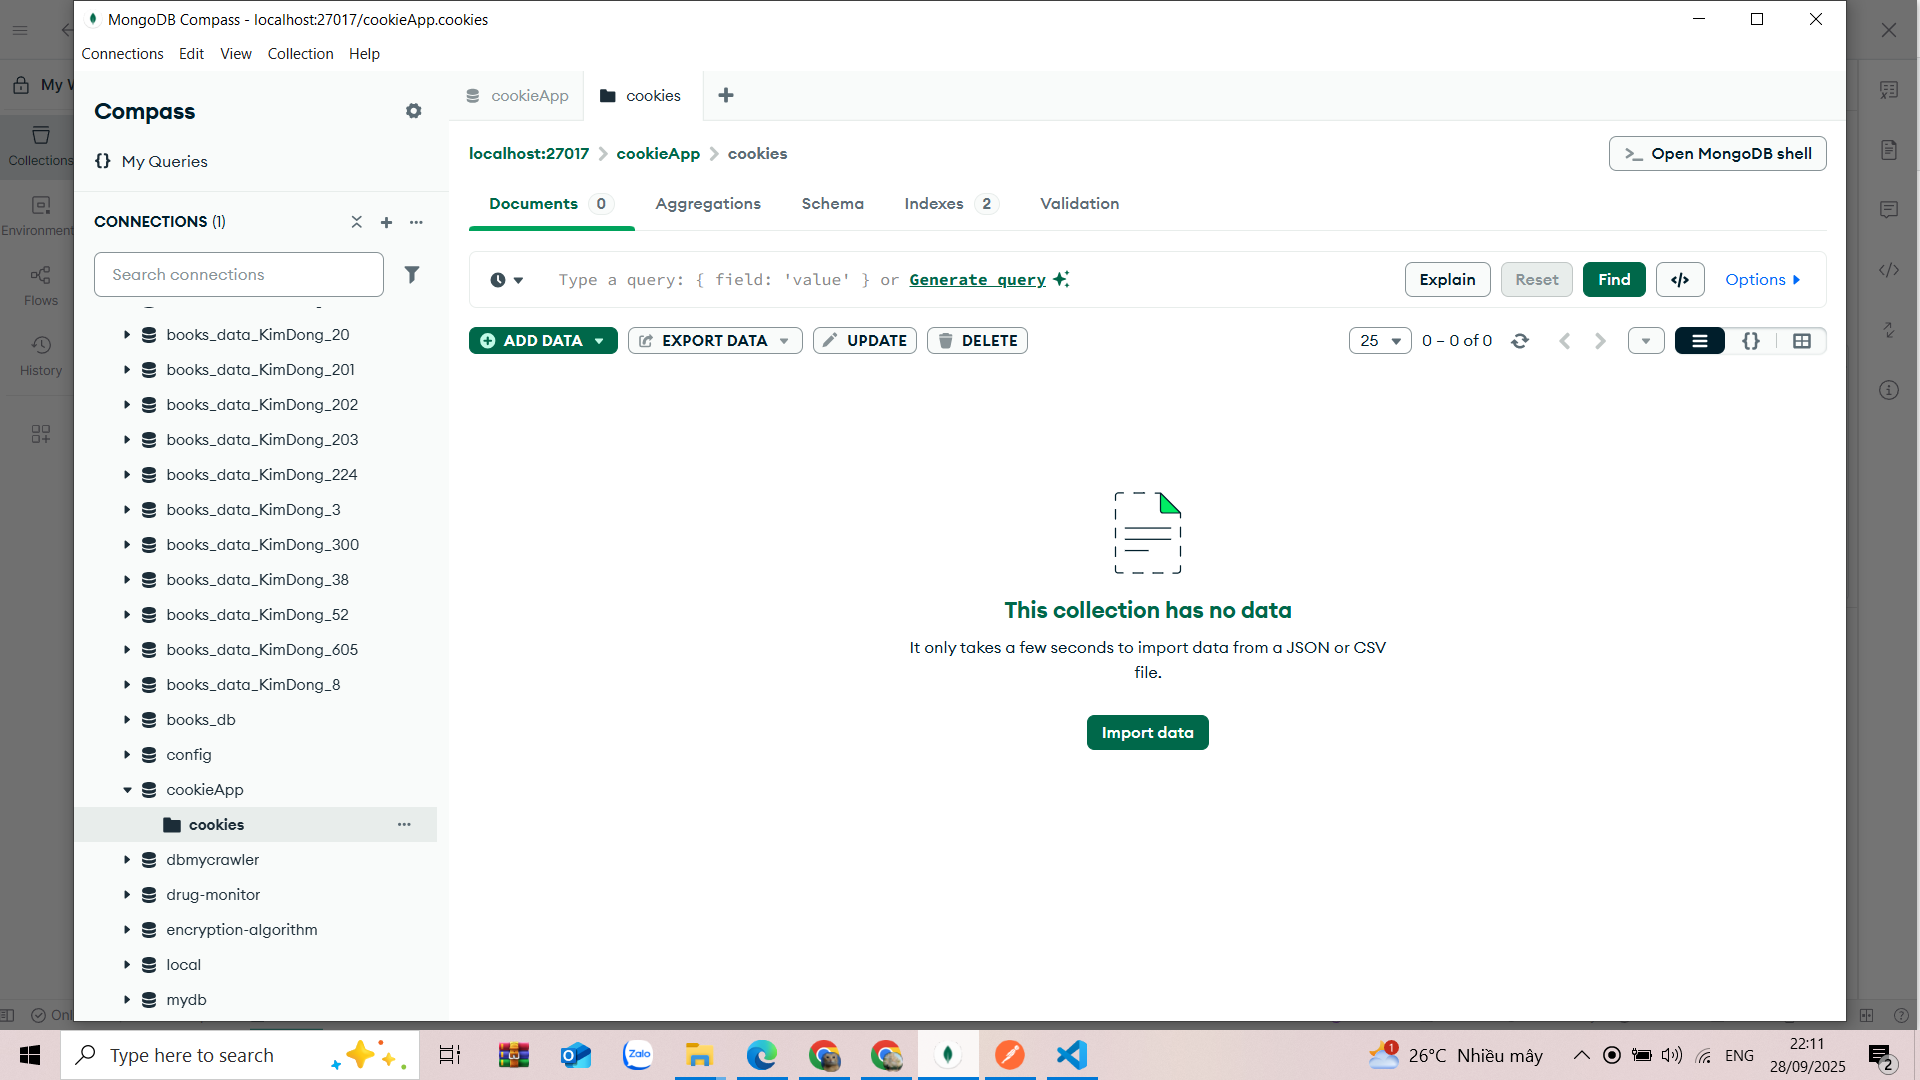 MongoDB Compass - localhost:27017/cookieApp.cookies
Connections Edit View Collection Help
My W
Collections
Environment
Flows
History
Compass
My Queries
CONNECTIONS (1)
Search connections
books_data_KimDong_20
books_data_KimDong_201
books_data_KimDong_202
books_data_KimDong_203
books_data_KimDong_224
books_data_KimDong_3
books_data_KimDong_300
books_data_KimDong_38
books_data_KimDong_52
books_data_KimDong_605
books_data_KimDong_8
books_db
config
cookieApp
cookies
dbmycrawler
drug-monitor
encryption-algorithm
local
mydb
cookieApp cookies
localhost:27017 cookieApp cookies
>_ Open MongoDB shell
Documents 0 Aggregations Schema Indexes 2 Validation
Type a query: { field: 'value' } or Generate query
Explain Reset Find </> Options
ADD DATA EXPORT DATA UPDATE DELETE
25 0 – 0 of 0 {}
This collection has no data
It only takes a few seconds to import data from a JSON or CSV
file.
Import data
Onl
Type here to search
Zalo
1
26°C Nhiều mây
ENG
22:11
28/09/2025
2